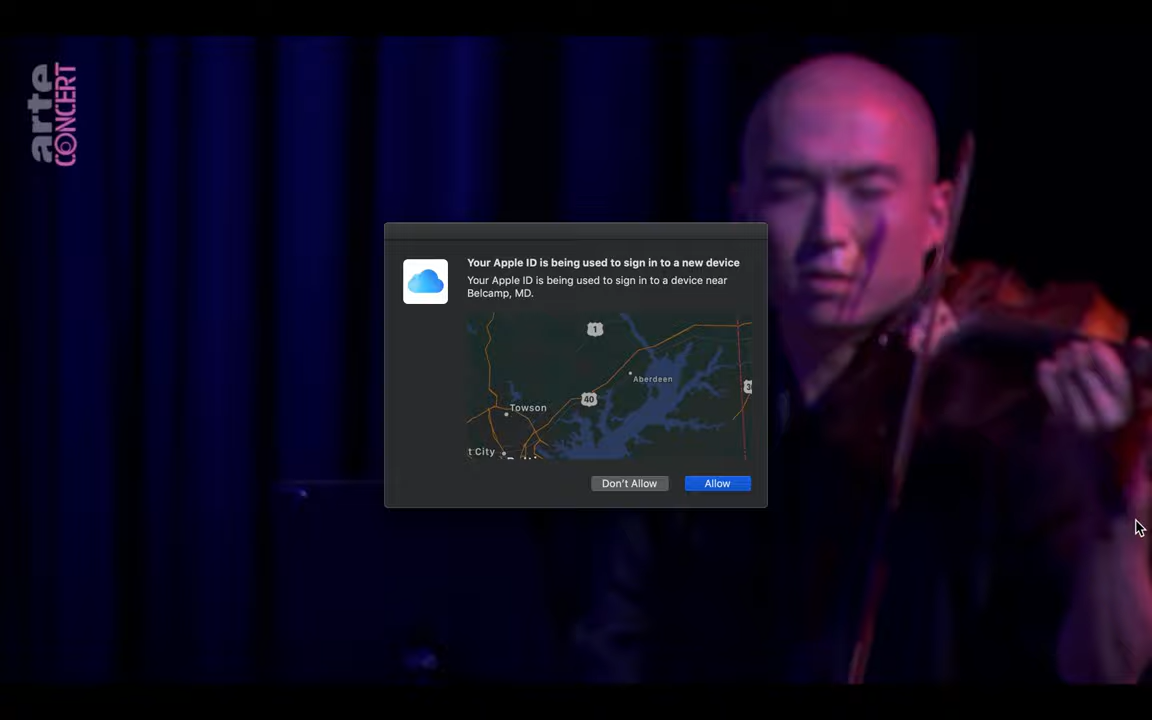 arte
CONCERT
Your Apple ID is being used to sign in to a new device
Your Apple ID is being used to sign in to a device near
Belcamp, MD.
1
Aberdeen
40
Towson
t City
Don't Allow
Allow